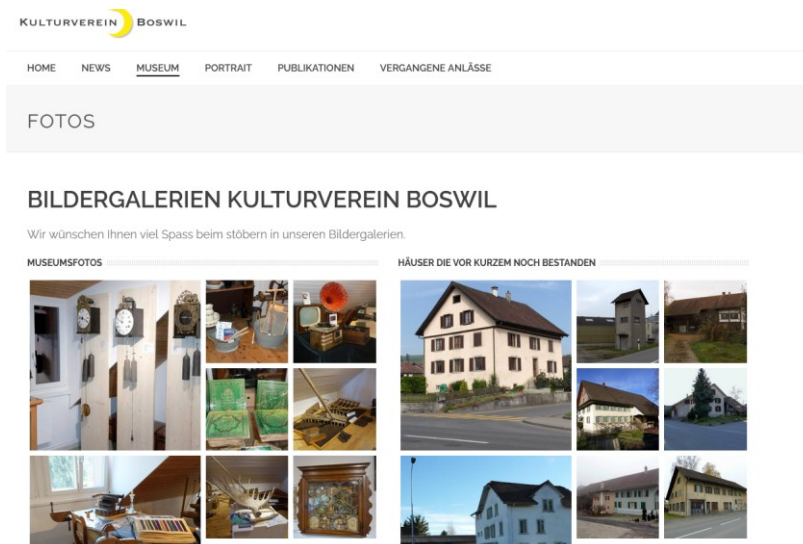 KULTURVEREIN BOSWIL
HOME NEWS MUSEUM PORTRAIT PUBLIKATIONEN VERGANGENE ANLÄSSE
FOTOS
BILDERGALERIEN KULTURVEREIN BOSWIL
Wir wünschen Ihnen viel Spass beim stöbern in unseren Bildergalerien.
MUSEUMSFOTOS
HÄUSER DIE VOR KURZEM NOCH BESTANDEN